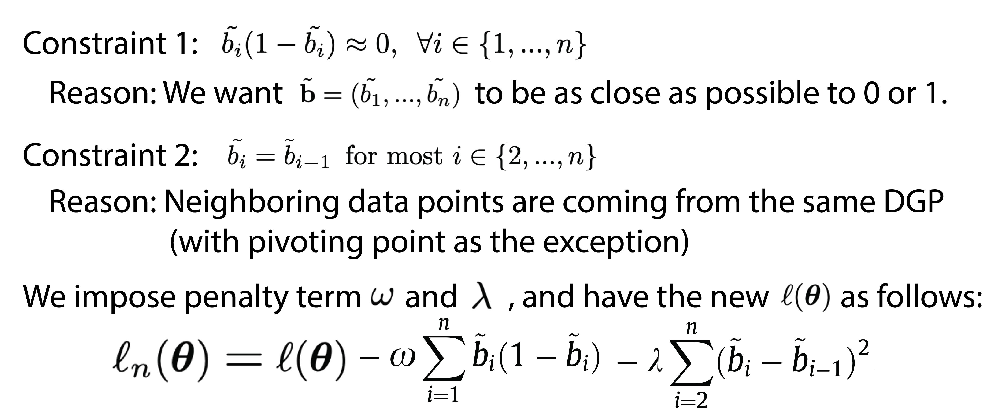 Constraint 1: $\tilde{b_i}(1 - \tilde{b_i}) \approx 0, \ \forall i \in \{1, ..., n\}$
Reason: We want $\tilde{\mathbf{b}} = (\tilde{b_1}, ..., \tilde{b_n})$ to be as close as possible to 0 or 1.
Constraint 2: $\tilde{b_i} = \tilde{b}_{i-1}$ for most $i \in \{2, ..., n\}$
Reason: Neighboring data points are coming from the same DGP
(with pivoting point as the exception)
We impose penalty term $\omega$ and $\lambda$ , and have the new $\ell(\boldsymbol{\theta})$ as follows:
$\ell_n(\boldsymbol{\theta}) = \ell(\boldsymbol{\theta}) - \omega \sum_{i=1}^{n} \tilde{b}_i(1 - \tilde{b}_i) - \lambda \sum_{i=2}^{n} (\tilde{b}_i - \tilde{b}_{i-1})^2$